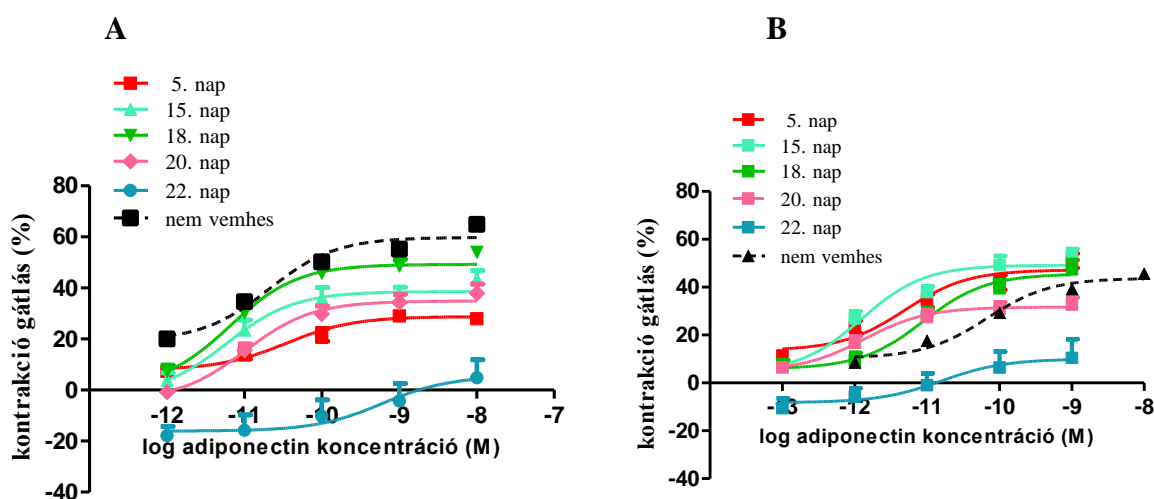 A
5. nap
15. nap
18. nap
20. nap
22. nap
nem vemhes
kontrakció gátlás (%)
80
60
40
20
0
-20
-40
-12
-11
-10
-9
-8
-7
log adiponectin koncentráció (M)
B
5. nap
15. nap
18. nap
20. nap
22. nap
nem vemhes
kontrakció gátlás (%)
80
60
40
20
0
-20
-40
-13
-12
-11
-10
-9
-8
log adiponectin koncentráció (M)